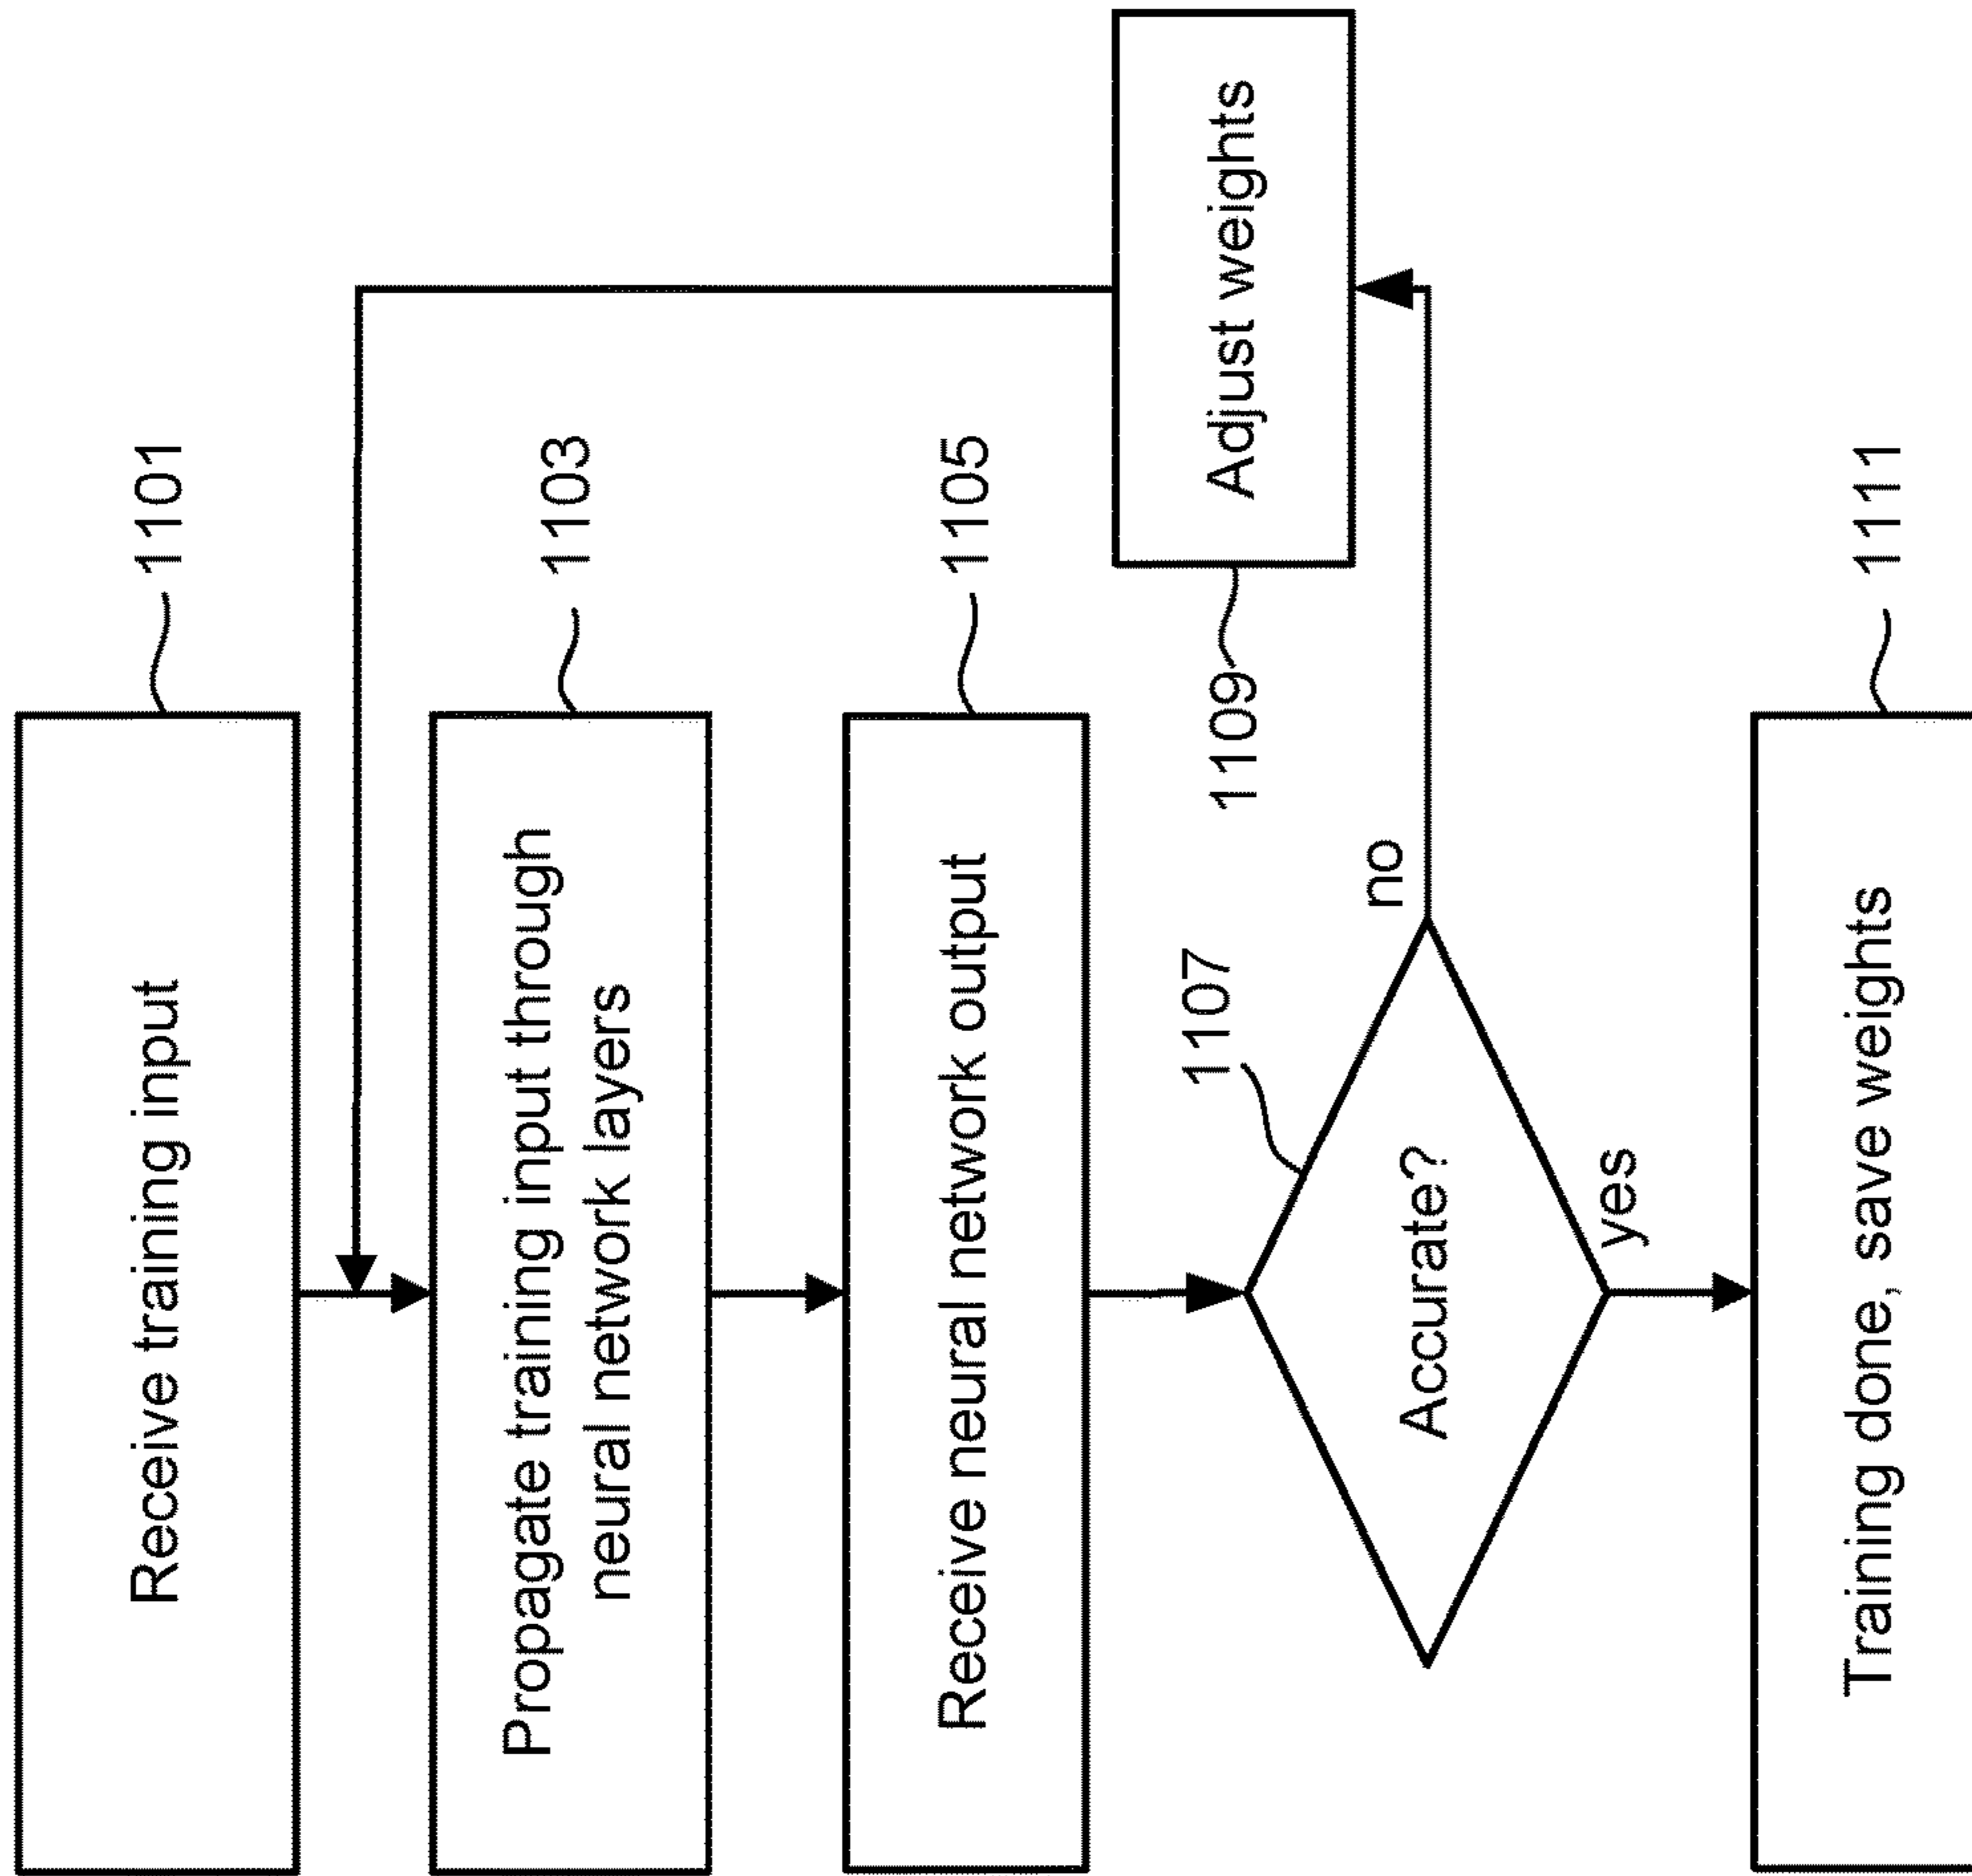 Receive training input
1101
Propagate training input through
neural network layers
1103
Receive neural network output
1105
Accurate?
1107
no
yes
Adjust weights
1109
Training done, save weights
1111